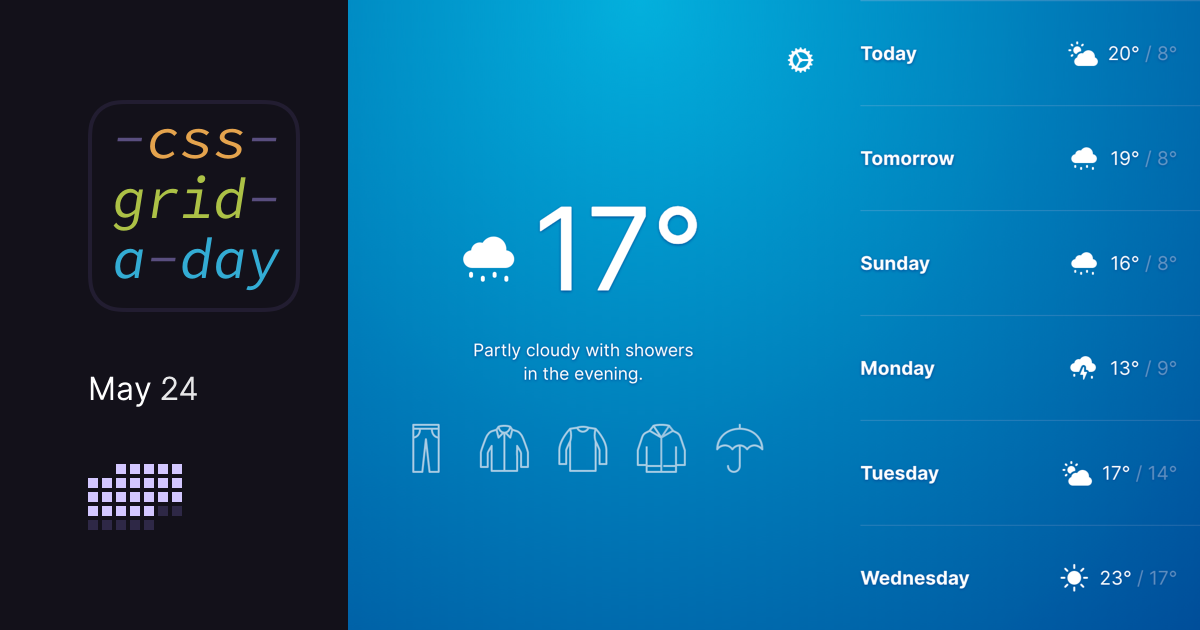 -css-
grid-
a-day
May 24
17°
Partly cloudy with showers
in the evening.
Today 20° / 8°
Tomorrow 19° / 8°
Sunday 16° / 8°
Monday 13° / 9°
Tuesday 17° / 14°
Wednesday 23° / 17°